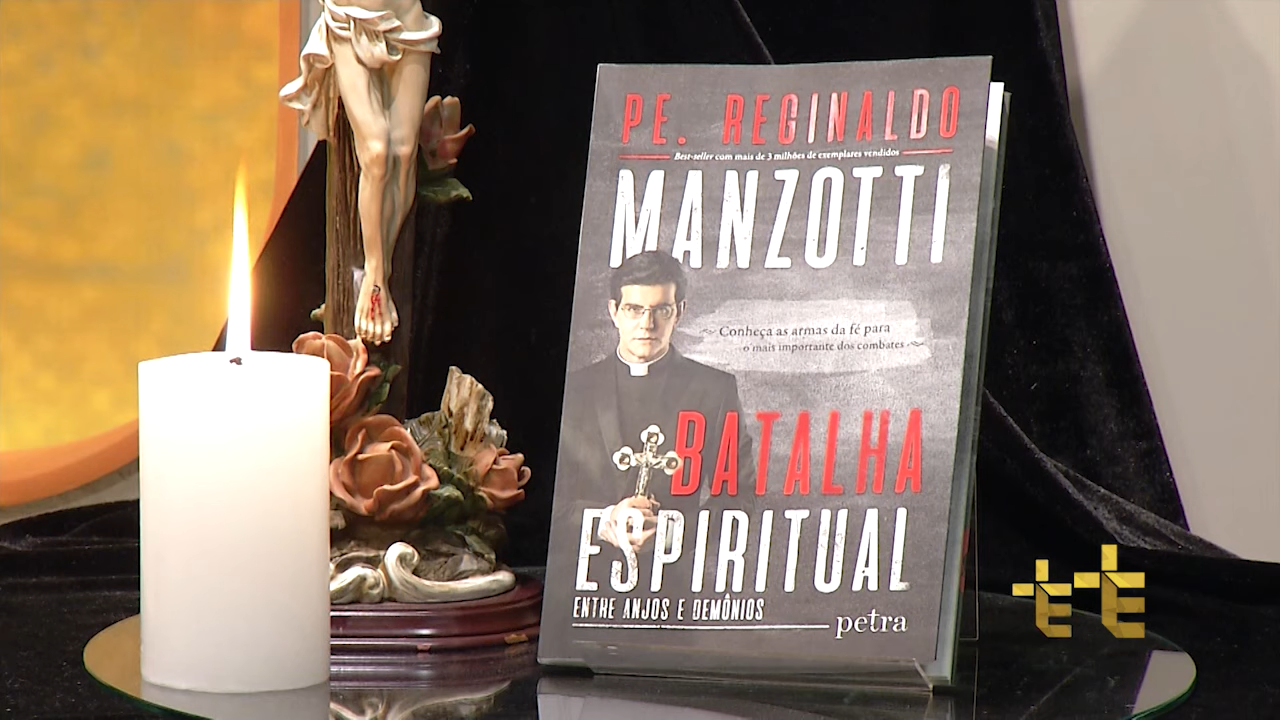 PE. REGINALDO
Best-seller com mais de 3 milhões de exemplares vendidos
MANZOTTI
Conheça as armas da fé para
o mais importante dos combates
BATALHA
ESPIRITUAL
ENTRE ANJOS E DEMÔNIOS
petra